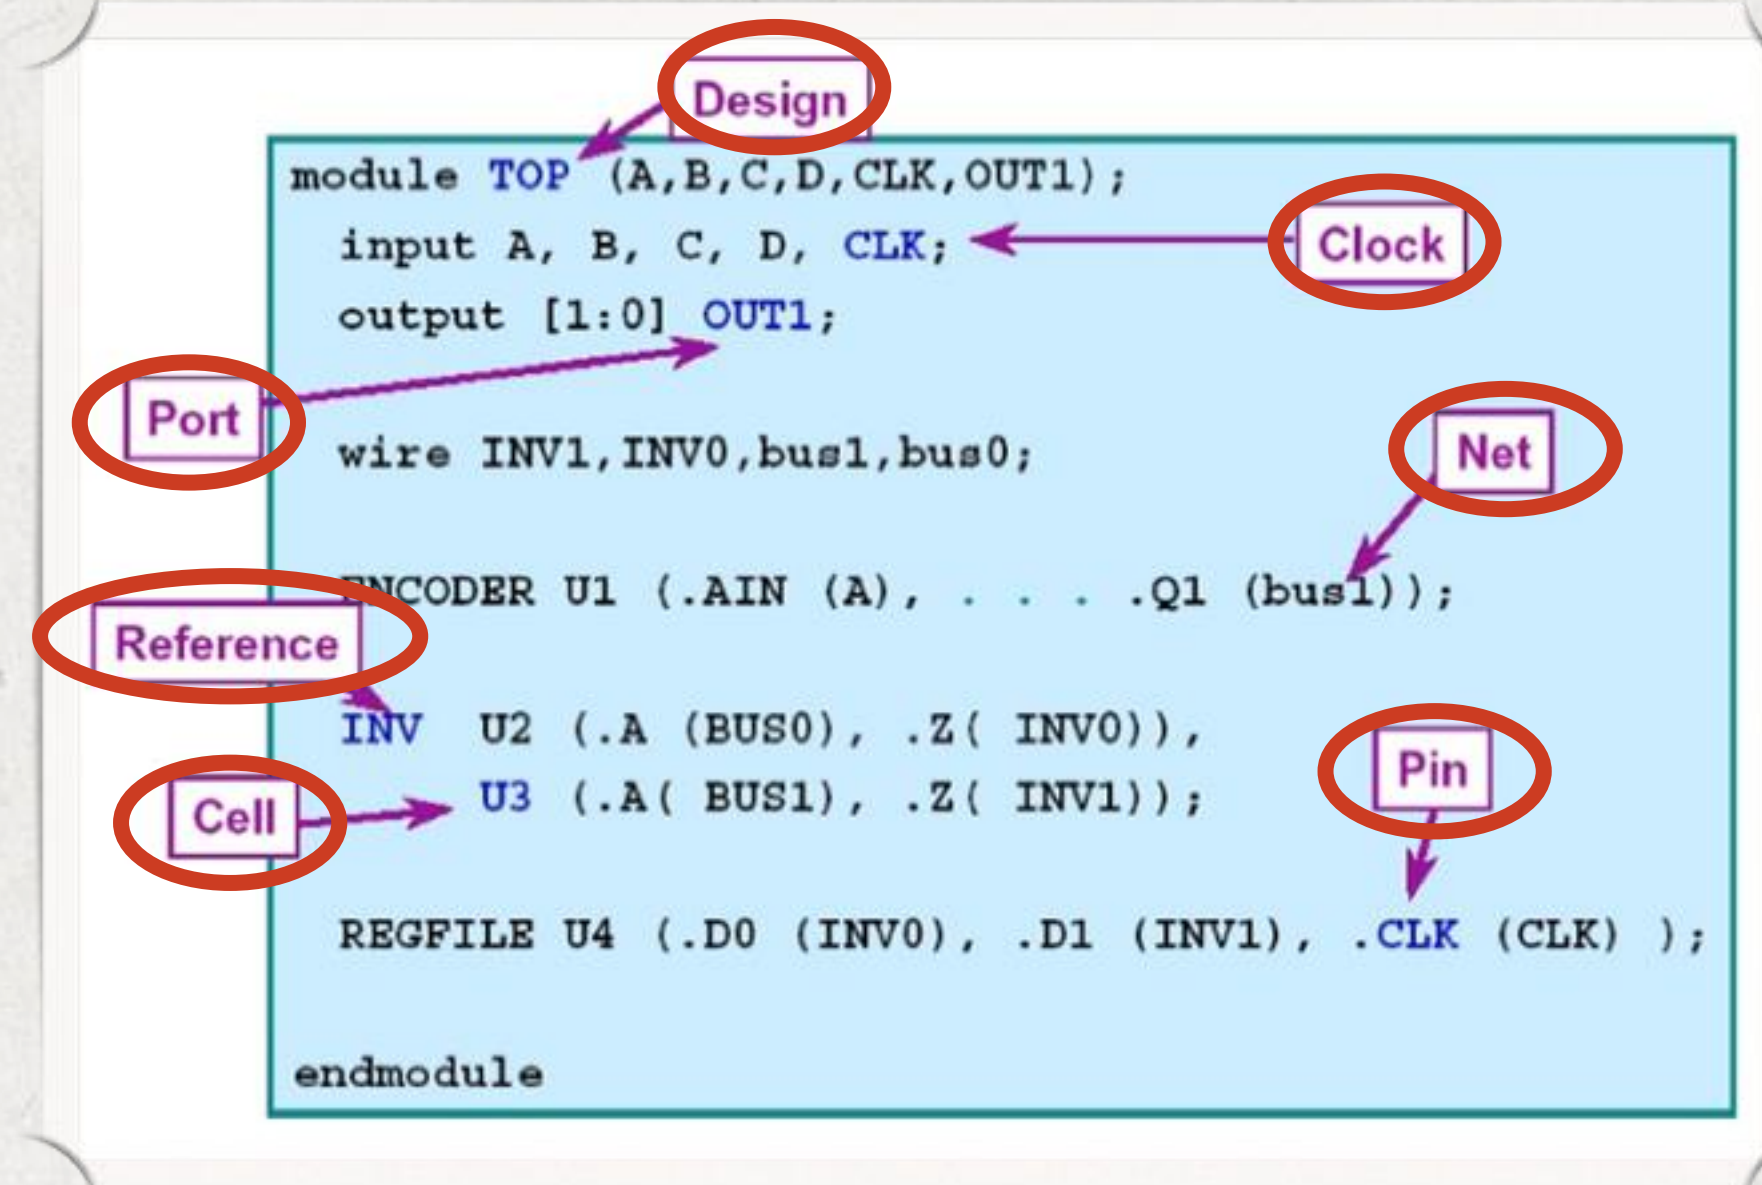 Design
module TOP (A,B,C,D,CLK,OUT1);
input A, B, C, D, CLK;
Clock
output [1:0] OUT1;
Port
wire INV1,INV0,bus1,bus0;
Net
ENCODER U1 (.AIN (A), . . . .Q1 (bus1));
Reference
INV U2 (.A (BUS0), .Z( INV0)),
Pin
U3 (.A( BUS1), .Z( INV1));
Cell
REGFILE U4 (.D0 (INV0), .D1 (INV1), .CLK (CLK) );
endmodule